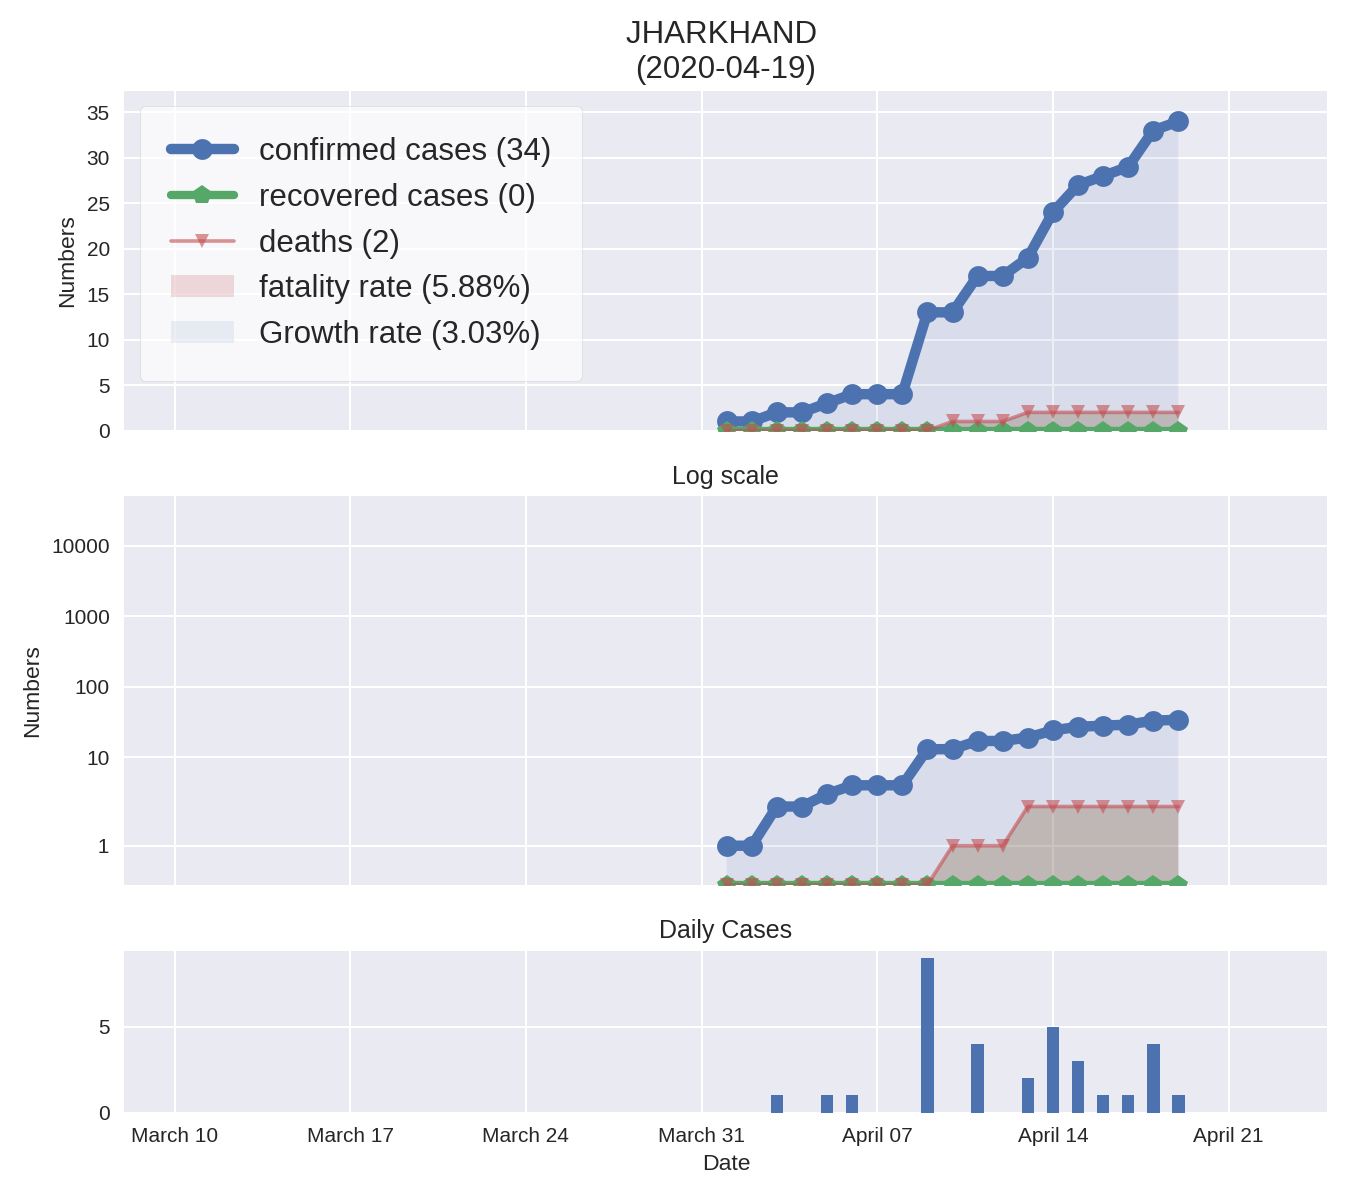 JHARKHAND
(2020-04-19)
35
30
25
20
15
10
5
0
Numbers
confirmed cases (34)
recovered cases (0)
deaths (2)
fatality rate (5.88%)
Growth rate (3.03%)
Log scale
10000
1000
100
10
1
Numbers
Daily Cases
5
0
March 10 March 17 March 24 March 31 April 07 April 14 April 21
Date